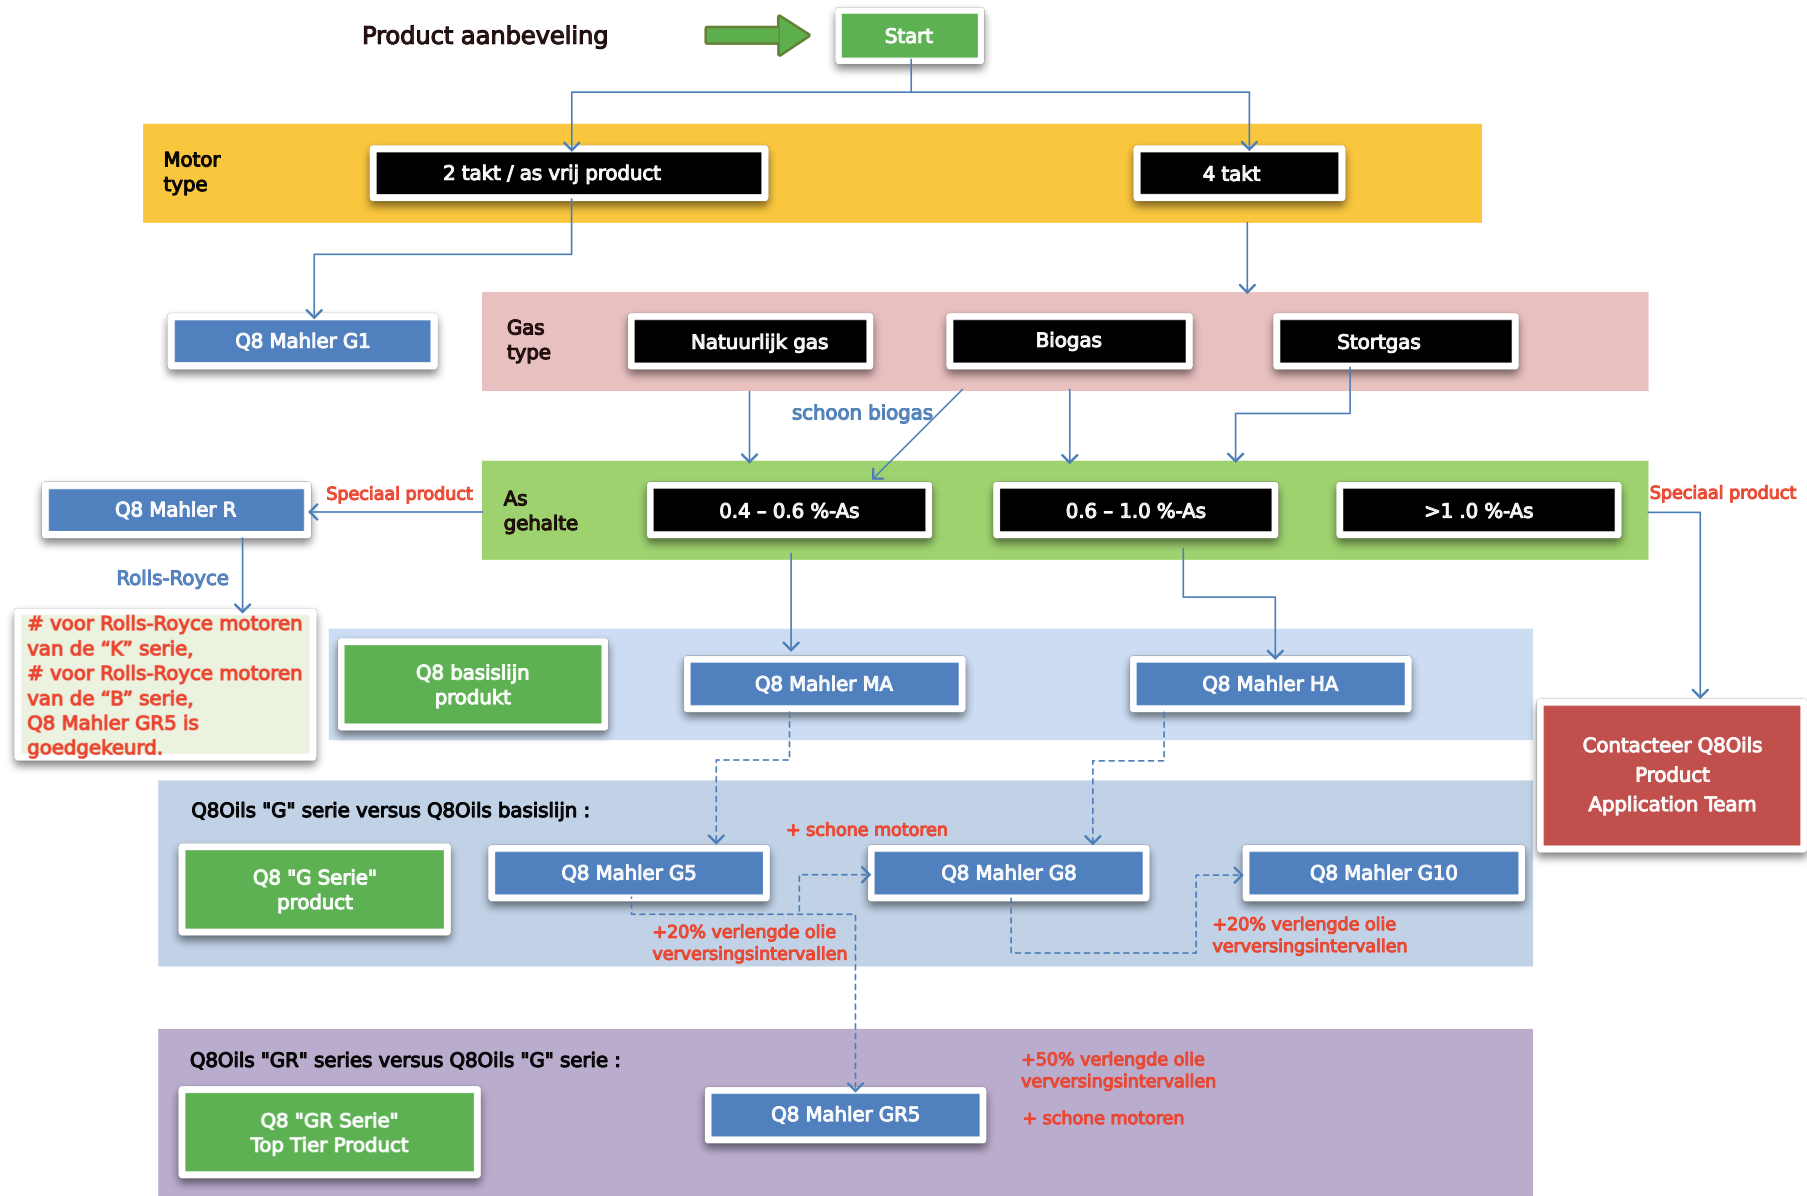 Product aanbeveling
Start
Motor
type
2 takt / as vrij product
4 takt
Q8 Mahler G1
Gas
type
Natuurlijk gas
Biogas
Stortgas
schoon biogas
Q8 Mahler R
Speciaal product
As
gehalte
0.4 – 0.6 %-As
0.6 – 1.0 %-As
>1 .0 %-As
Speciaal product
Rolls-Royce
# voor Rolls-Royce motoren
van de “K” serie,
# voor Rolls-Royce motoren
van de “B” serie,
Q8 Mahler GR5 is
goedgekeurd.
Q8 basislijn
produkt
Q8 Mahler MA
Q8 Mahler HA
Contacteer Q8Oils
Product
Application Team
Q8Oils "G" serie versus Q8Oils basislijn :
+ schone motoren
Q8 "G Serie"
product
Q8 Mahler G5
Q8 Mahler G8
Q8 Mahler G10
+20% verlengde olie
verversingsintervallen
+20% verlengde olie
verversingsintervallen
Q8Oils "GR" series versus Q8Oils "G" serie :
+50% verlengde olie
verversingsintervallen
Q8 "GR Serie"
Top Tier Product
Q8 Mahler GR5
+ schone motoren